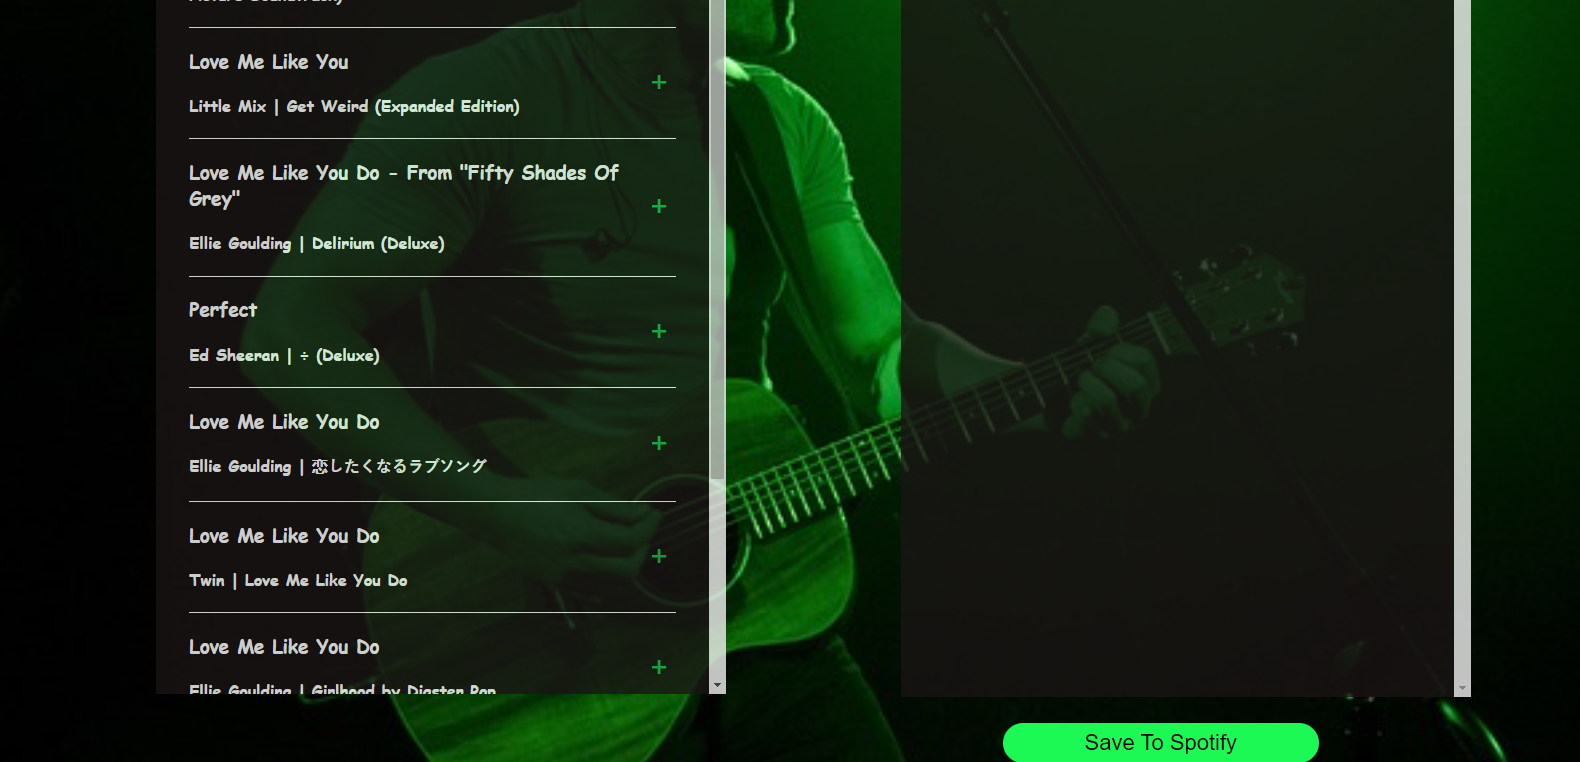 Love Me Like You
+
Little Mix | Get Weird (Expanded Edition)
Love Me Like You Do - From "Fifty Shades Of
Grey"
+
Ellie Goulding | Delirium (Deluxe)
Perfect
+
Ed Sheeran | ÷ (Deluxe)
Love Me Like You Do
+
Ellie Goulding | 恋したくなるラブソング
Love Me Like You Do
+
Twin | Love Me Like You Do
Love Me Like You Do
+
Ellie Goulding | Girlhood by Digster Pop
Save To Spotify